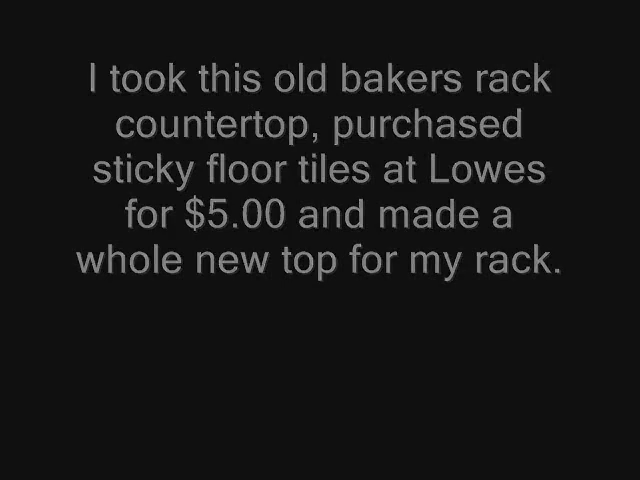 I took this old bakers rack
countertop, purchased
sticky floor tiles at Lowes
for $5.00 and made a
whole new top for my rack.